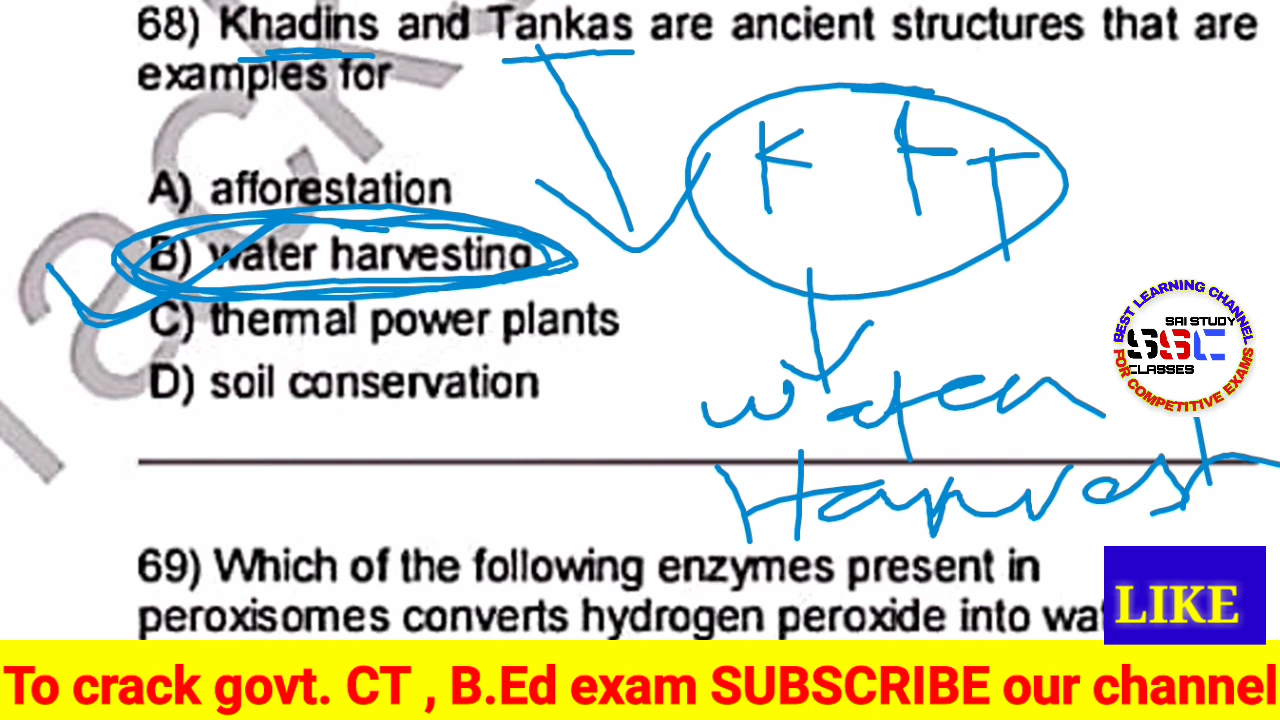 68) Khadins and Tankas are ancient structures that are
examples for
K K T
A) afforestation
B) water harvesting
C) thermal power plants
D) soil conservation
water
Harvest
BEST LEARNING CHANNEL
SAI STUDY
SSC
CLASSES
FOR COMPETITIVE EXAMS
69) Which of the following enzymes present in
peroxisomes converts hydrogen peroxide into
LIKE
To crack govt. CT , B.Ed exam SUBSCRIBE our channel